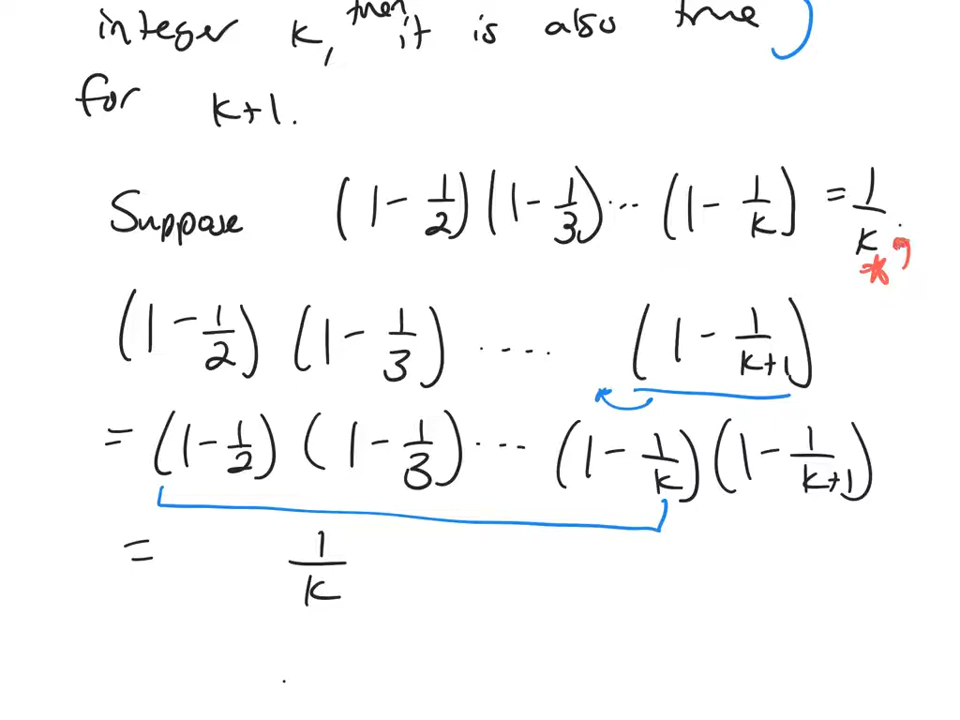 integer k, then it is also true )
for k+1.
Suppose (1 - 1/2)(1 - 1/3) ... (1 - 1/k) = 1/k. * ,
(1 - 1/2) (1 - 1/3) .... (1 - 1/(k+1))
= (1 - 1/2) (1 - 1/3) ... (1 - 1/k)(1 - 1/(k+1))
= 1/k